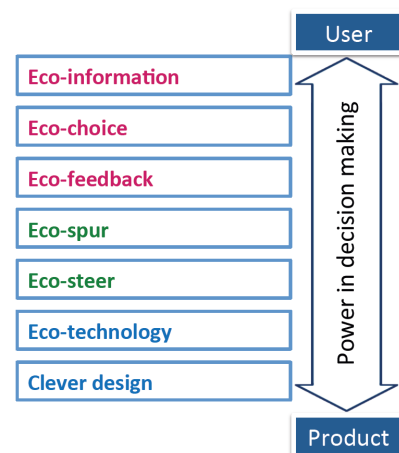 User
Eco-information
Eco-choice
Eco-feedback
Eco-spur
Eco-steer
Eco-technology
Clever design
Power in decision making
Product